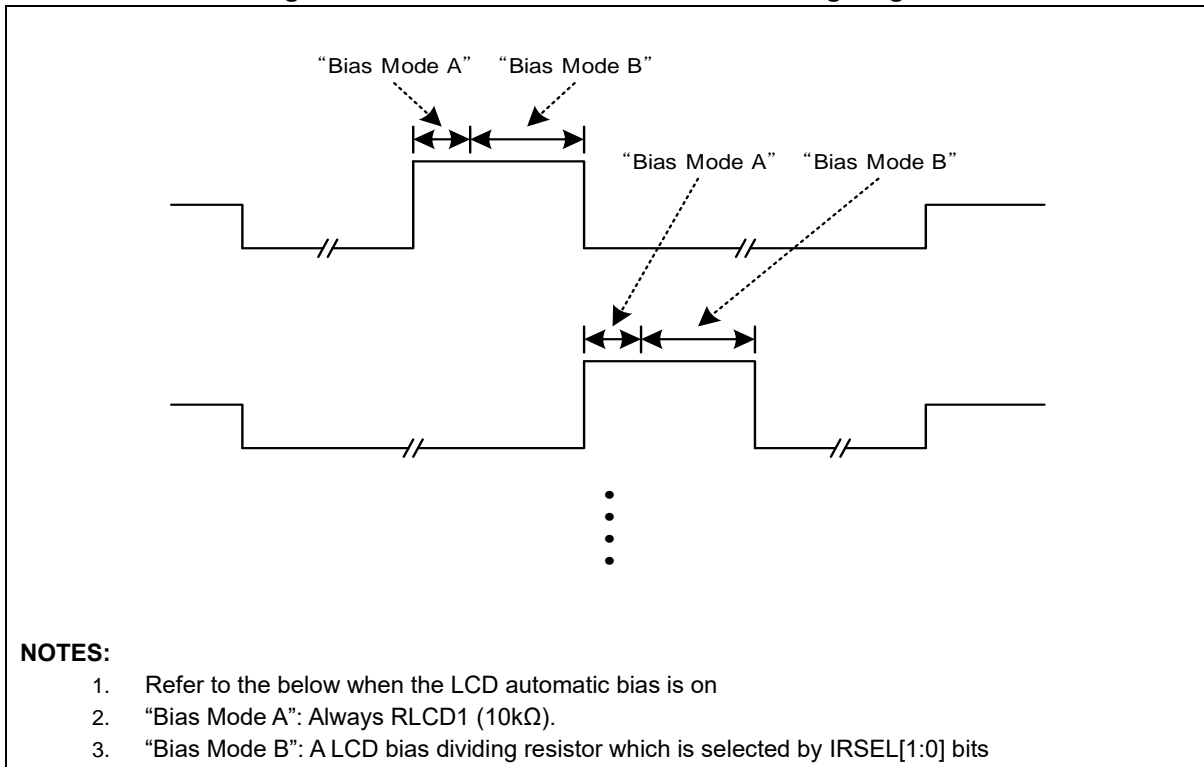 “Bias Mode A” “Bias Mode B”
“Bias Mode A” “Bias Mode B”
NOTES:
1. Refer to the below when the LCD automatic bias is on
2. “Bias Mode A”: Always RLCD1 (10kΩ).
3. “Bias Mode B”: A LCD bias dividing resistor which is selected by IRSEL[1:0] bits